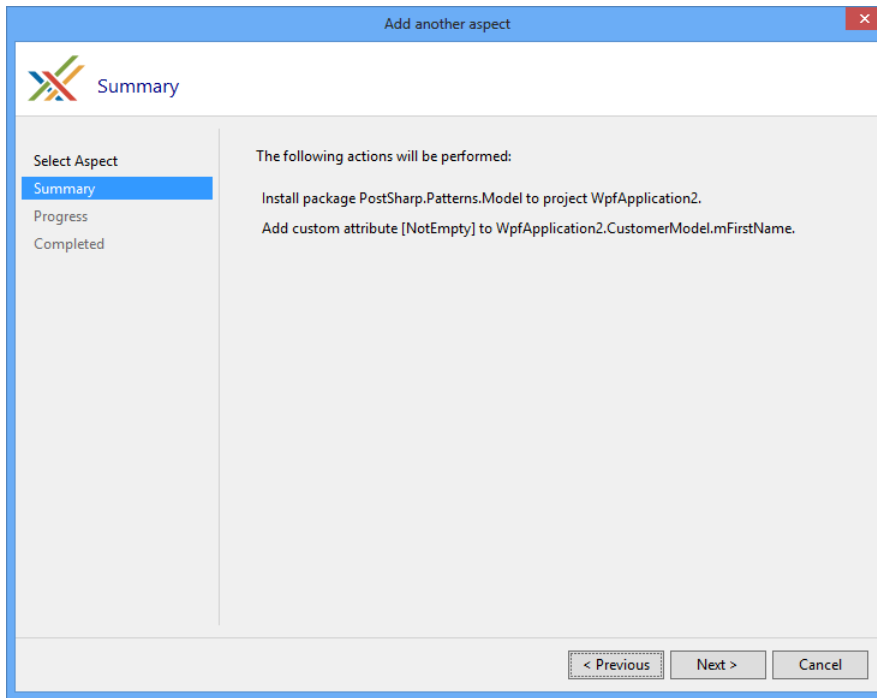 Add another aspect
Summary
Select Aspect
Summary
Progress
Completed
The following actions will be performed:
Install package PostSharp.Patterns.Model to project WpfApplication2.
Add custom attribute [NotEmpty] to WpfApplication2.CustomerModel.mFirstName.
< Previous
Next >
Cancel